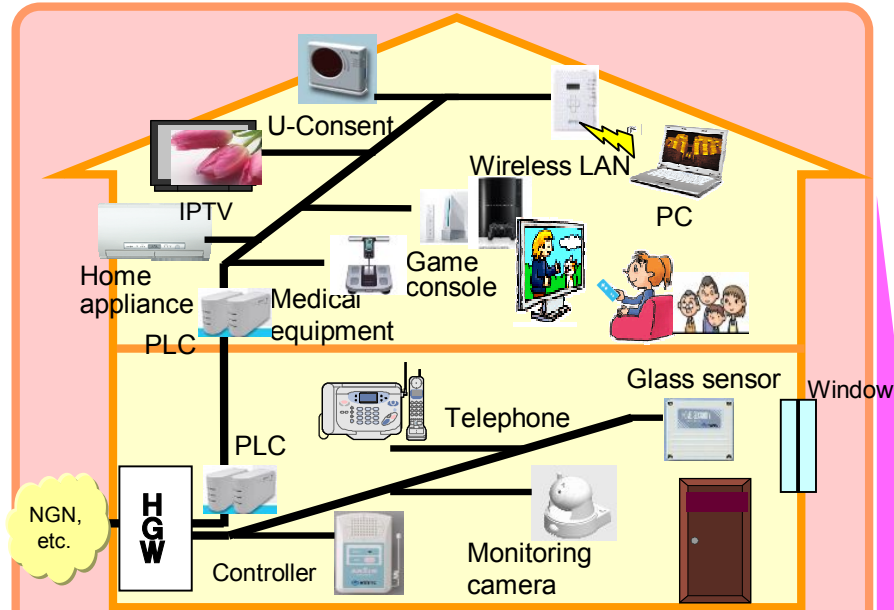 U-Consent
Wireless LAN
PC
IPTV
Home
appliance
Game
console
Medical
equipment
PLC
Glass sensor
Window
Telephone
PLC
NGN,
etc.
HGW
Controller
Monitoring
camera